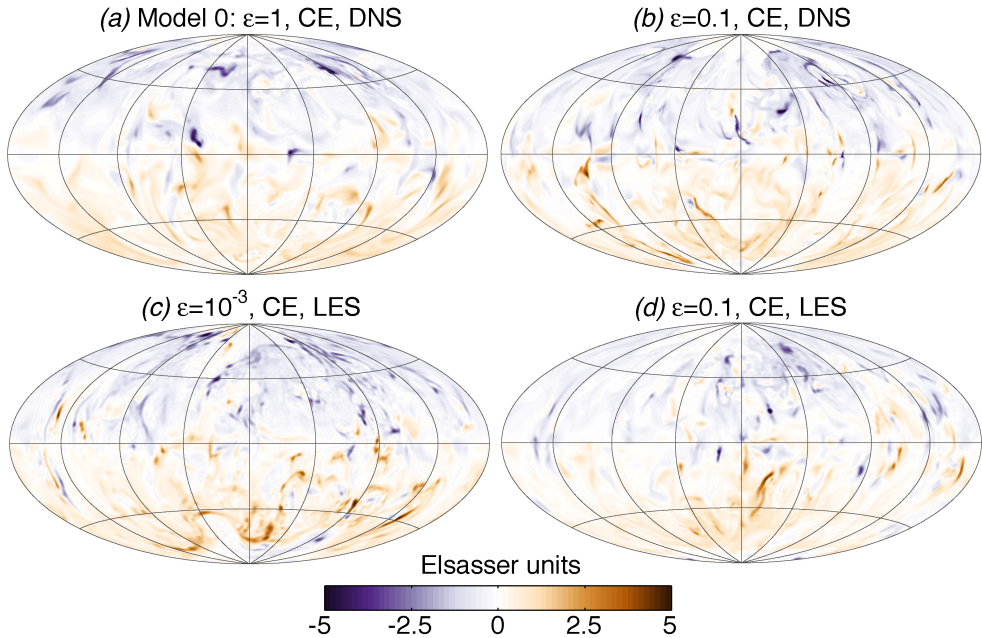 (a) Model 0: ε=1, CE, DNS
(b) ε=0.1, CE, DNS
(c) ε=10⁻³, CE, LES
(d) ε=0.1, CE, LES
Elsasser units
-5 -2.5 0 2.5 5